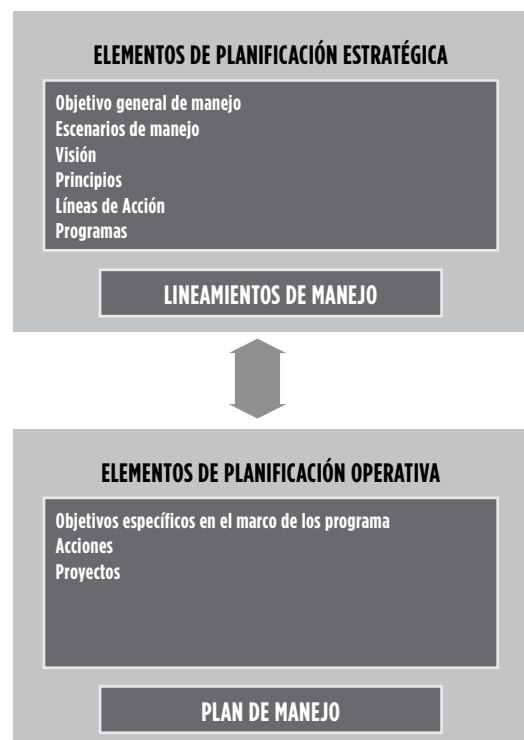 ELEMENTOS DE PLANIFICACIÓN ESTRATÉGICA
Objetivo general de manejo
Escenarios de manejo
Visión
Principios
Líneas de Acción
Programas
LINEAMIENTOS DE MANEJO
ELEMENTOS DE PLANIFICACIÓN OPERATIVA
Objetivos específicos en el marco de los programa
Acciones
Proyectos
PLAN DE MANEJO